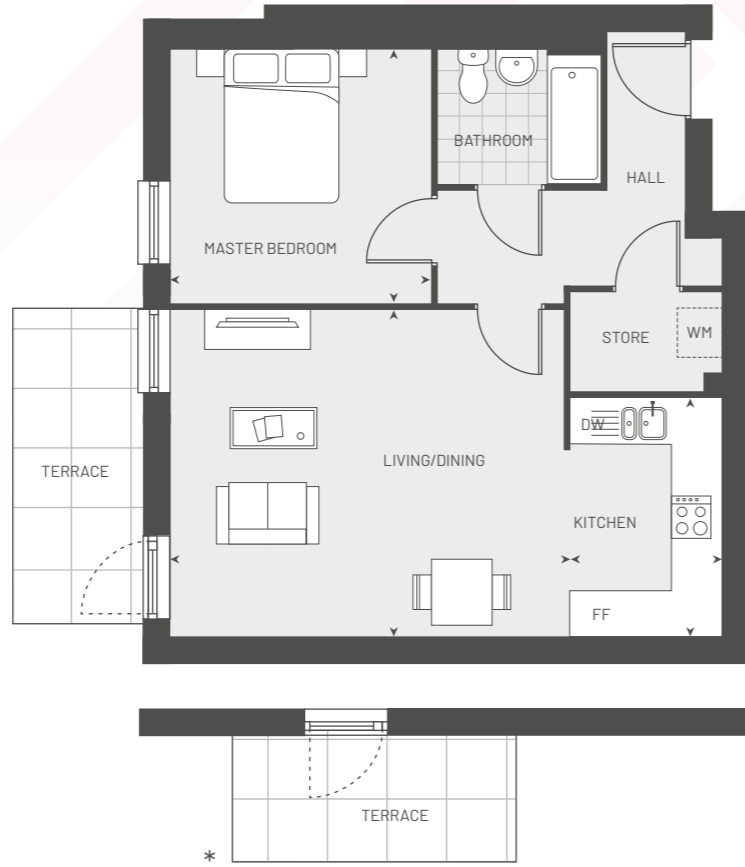 BATHROOM
HALL
MASTER BEDROOM
STORE
WM
DW
LIVING/DINING
TERRACE
KITCHEN
FF
TERRACE
*